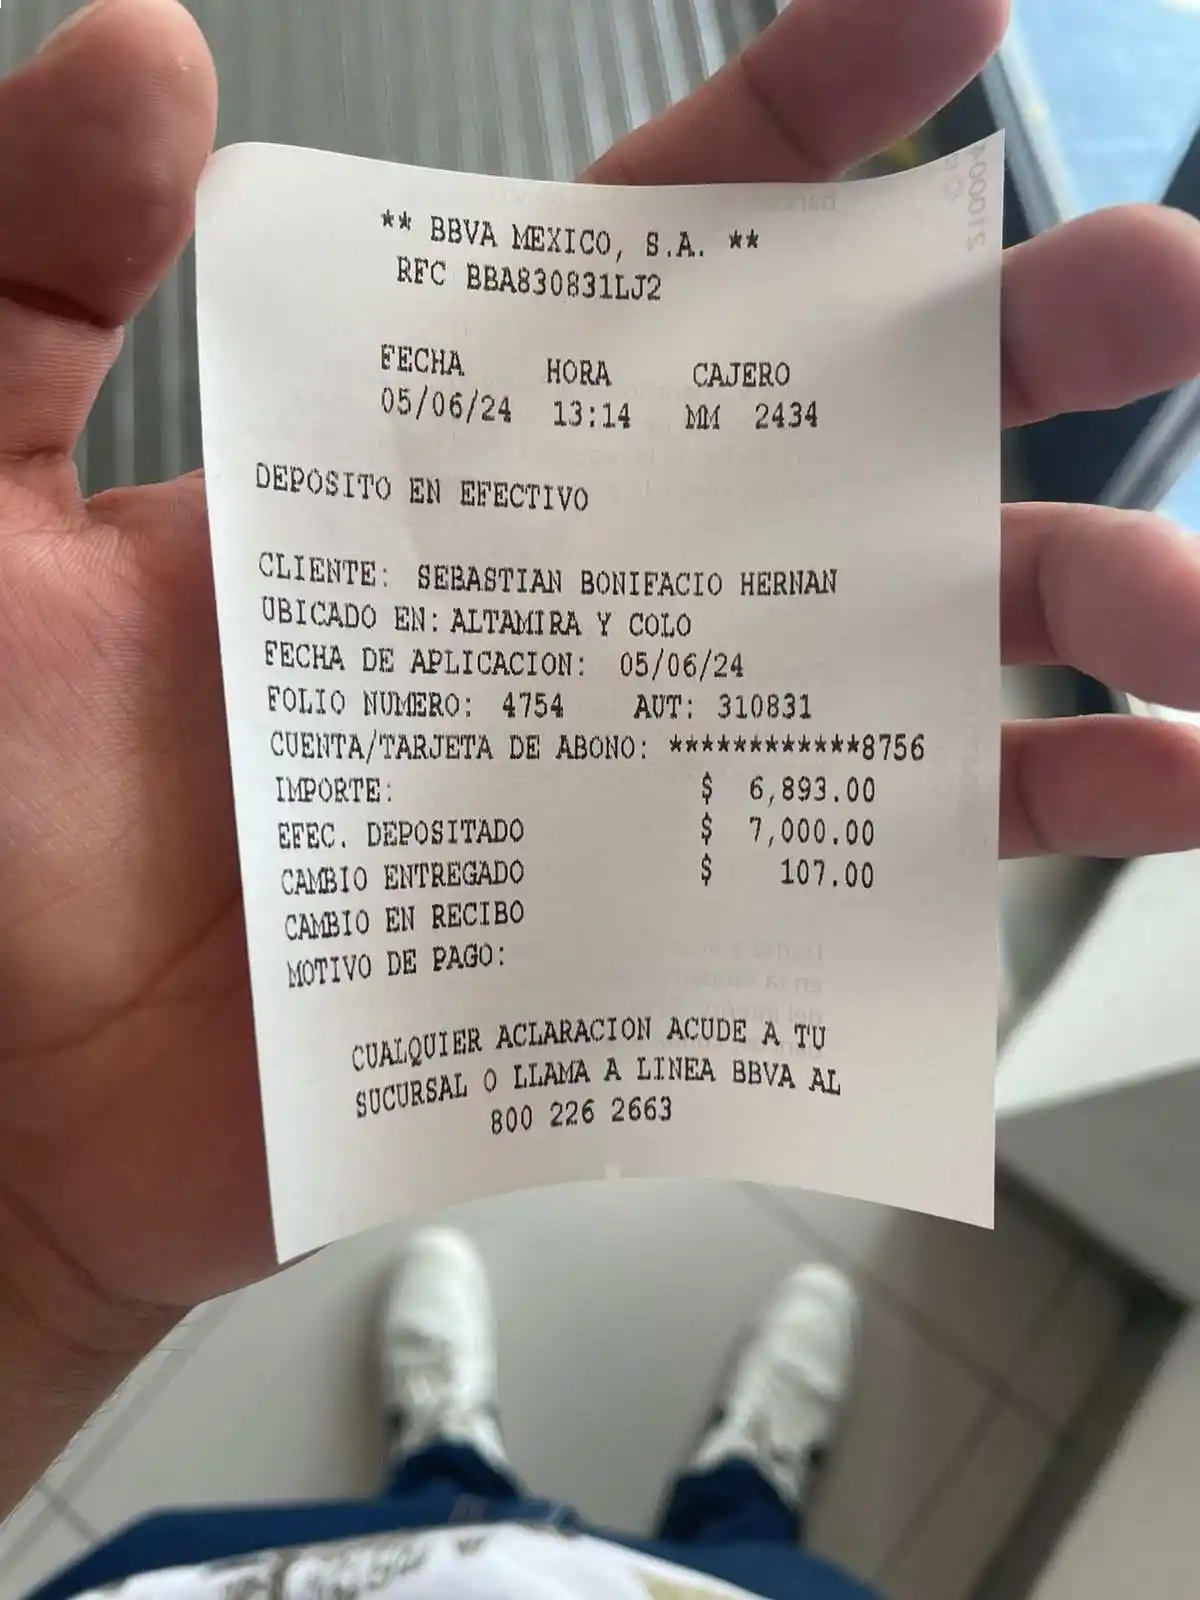 ** BBVA MEXICO, S.A. **
RFC BBA830831LJ2
FECHA HORA CAJERO
05/06/24 13:14 MM 2434
DEPOSITO EN EFECTIVO
CLIENTE: SEBASTIAN BONIFACIO HERNAN
UBICADO EN: ALTAMIRA Y COLO
FECHA DE APLICACION: 05/06/24
FOLIO NUMERO: 4754 AUT: 310831
CUENTA/TARJETA DE ABONO: ************8756
IMPORTE: $ 6,893.00
EFEC. DEPOSITADO $ 7,000.00
CAMBIO ENTREGADO $ 107.00
CAMBIO EN RECIBO
MOTIVO DE PAGO:
CUALQUIER ACLARACION ACUDE A TU
SUCURSAL O LLAMA A LINEA BBVA AL
800 226 2663